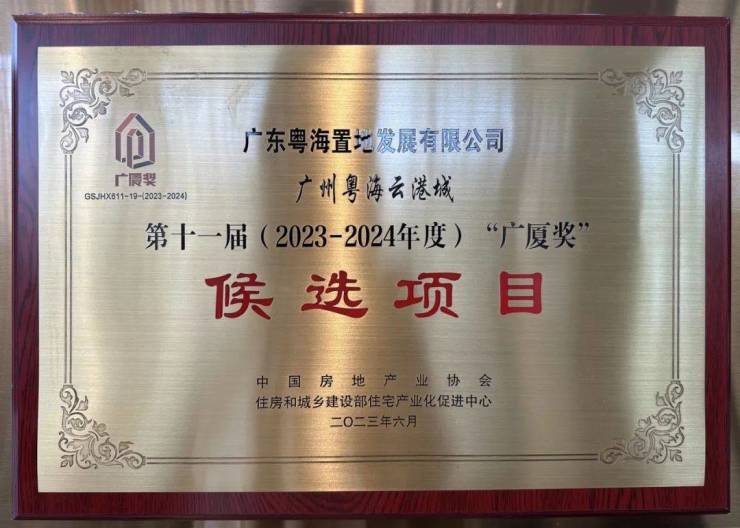 广厦奖
GSJHX611-19-(2023-2024)
广东粤海置地发展有限公司
广州粤海云港城
第十一届（2023-2024年度）“广厦奖”
候选项目
中国房地产业协会
住房和城乡建设部住宅产业化促进中心
二〇二三年六月